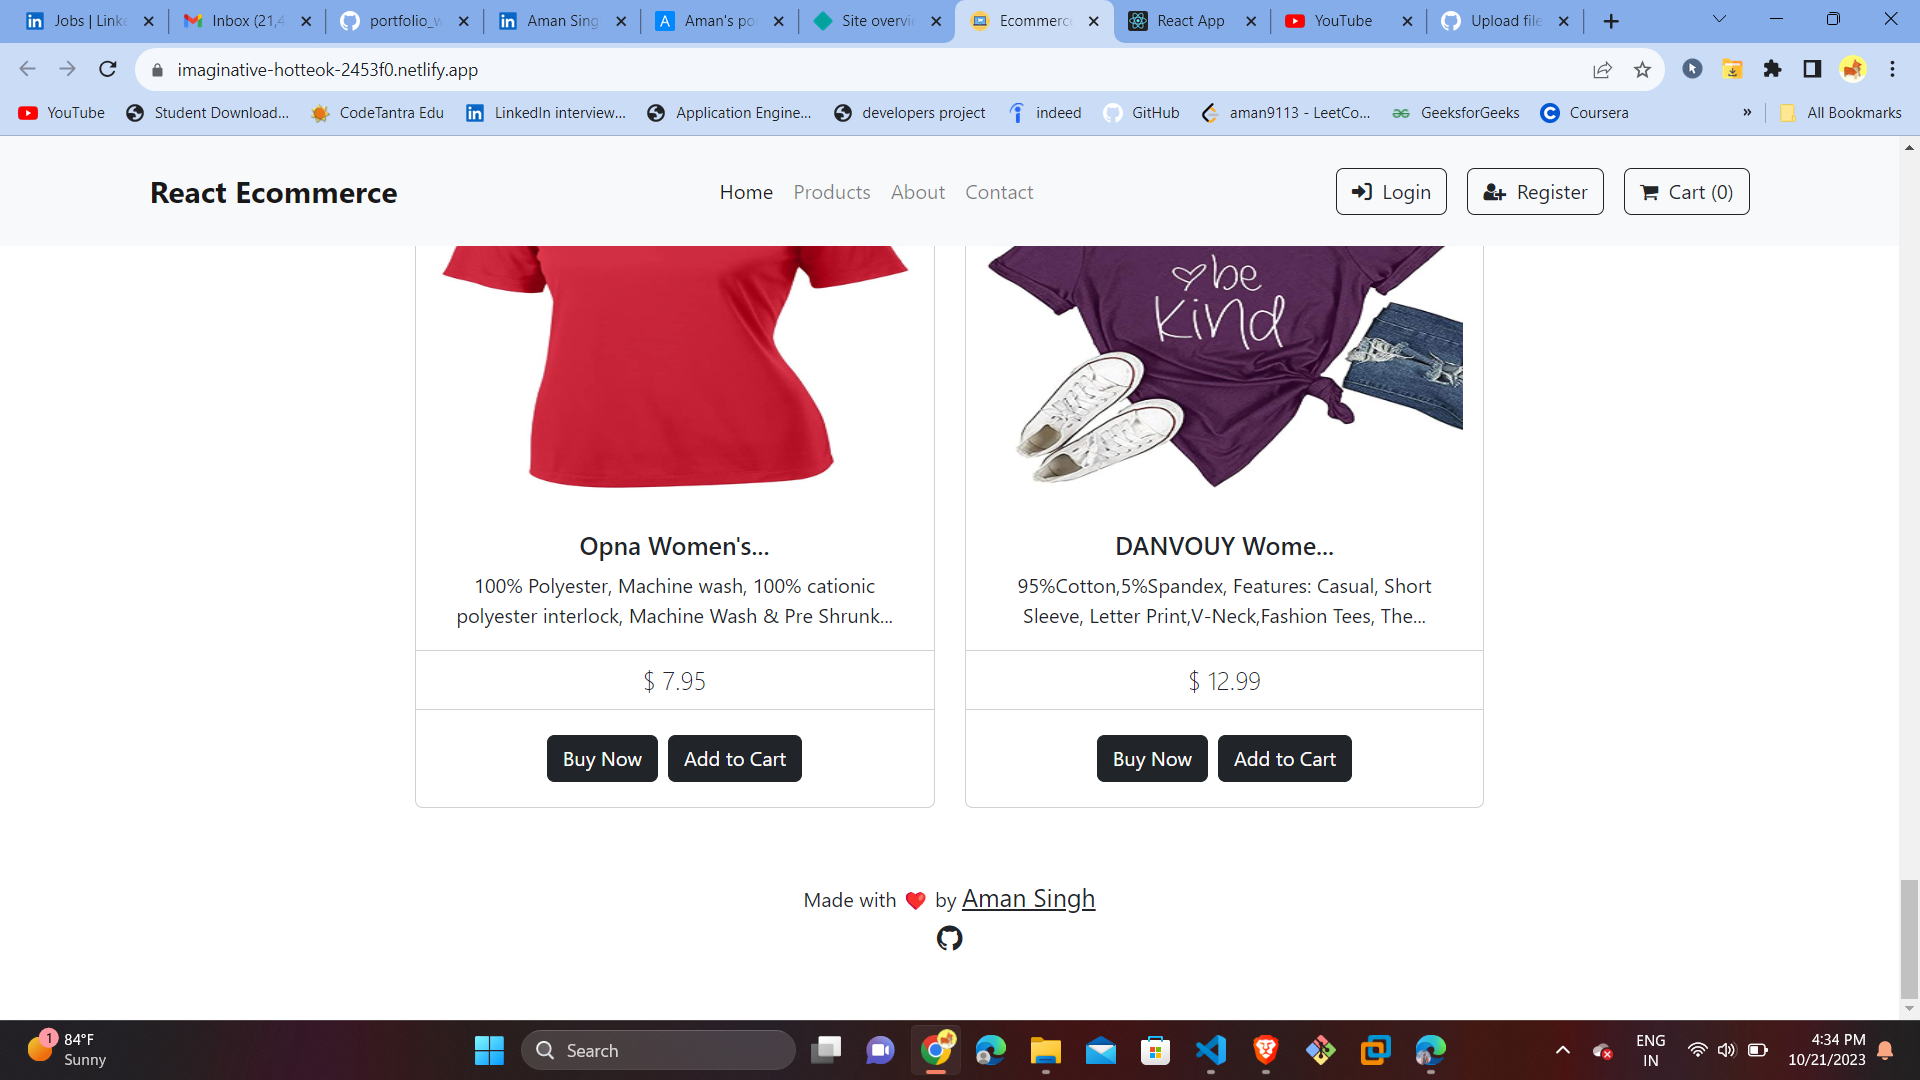 Jobs | Linke
Inbox (21,4
portfolio_w
Aman Sing
Aman's po
Site overvie
Ecommerce
React App
YouTube
Upload file
imaginative-hotteok-2453f0.netlify.app
YouTube
Student Download...
CodeTantra Edu
LinkedIn interview...
Application Engine...
developers project
indeed
GitHub
aman9113 - LeetCo...
GeeksforGeeks
Coursera
»
All Bookmarks
React Ecommerce
Home
Products
About
Contact
Login
Register
Cart (0)
be
kind
Opna Women's...
100% Polyester, Machine wash, 100% cationic
polyester interlock, Machine Wash & Pre Shrunk...
$ 7.95
Buy Now
Add to Cart
DANVOUY Wome...
95%Cotton,5%Spandex, Features: Casual, Short
Sleeve, Letter Print,V-Neck,Fashion Tees, The...
$ 12.99
Buy Now
Add to Cart
Made with ❤️ by Aman Singh
1
84°F
Sunny
Search
ENG
IN
4:34 PM
10/21/2023